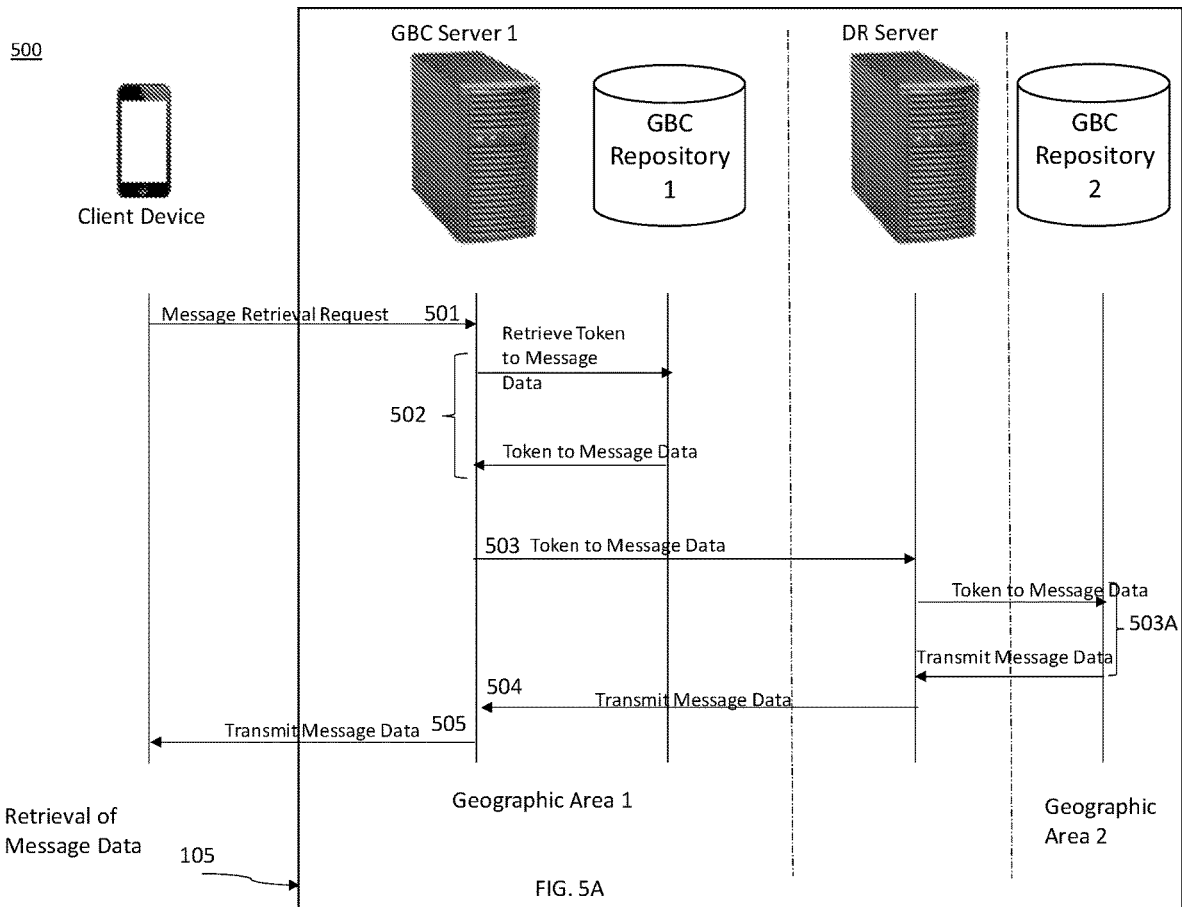 500
GBC Server 1
DR Server
GBC
Repository
1
GBC
Repository
2
Client Device
Message Retrieval Request
501
Retrieve Token
to Message
Data
502
Token to Message Data
503
Token to Message Data
Token to Message Data
503A
Transmit Message Data
504
Transmit Message Data
505
Transmit Message Data
Retrieval of
Message Data
Geographic Area 1
Geographic
Area 2
105
FIG. 5A